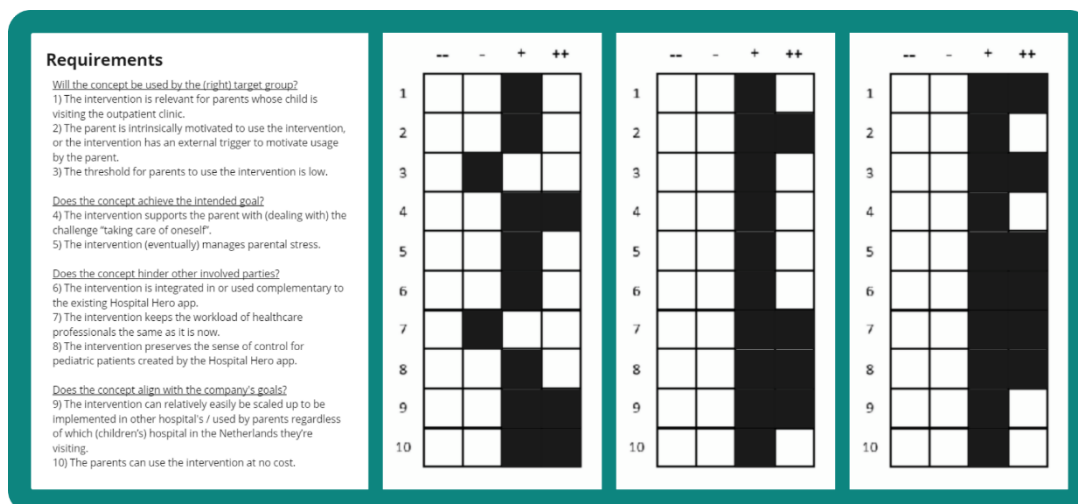 Requirements
Will the concept be used by the (right) target group?
1) The intervention is relevant for parents whose child is
visiting the outpatient clinic.
2) The parent is intrinsically motivated to use the intervention,
or the intervention has an external trigger to motivate usage
by the parent.
3) The threshold for parents to use the intervention is low.
Does the concept achieve the intended goal?
4) The intervention supports the parent with (dealing with) the
challenge “taking care of oneself”.
5) The intervention (eventually) manages parental stress.
Does the concept hinder other involved parties?
6) The intervention is integrated in or used complementary to
the existing Hospital Hero app.
7) The intervention keeps the workload of healthcare
professionals the same as it is now.
8) The intervention preserves the sense of control for
pediatric patients created by the Hospital Hero app.
Does the concept align with the company's goals?
9) The intervention can relatively easily be scaled up to be
implemented in other hospital's / used by parents regardless
of which (children's) hospital in the Netherlands they're
visiting.
10) The parents can use the intervention at no cost.
-- - + ++
1
2
3
4
5
6
7
8
9
10
-- - + ++
1
2
3
4
5
6
7
8
9
10
-- - + ++
1
2
3
4
5
6
7
8
9
10